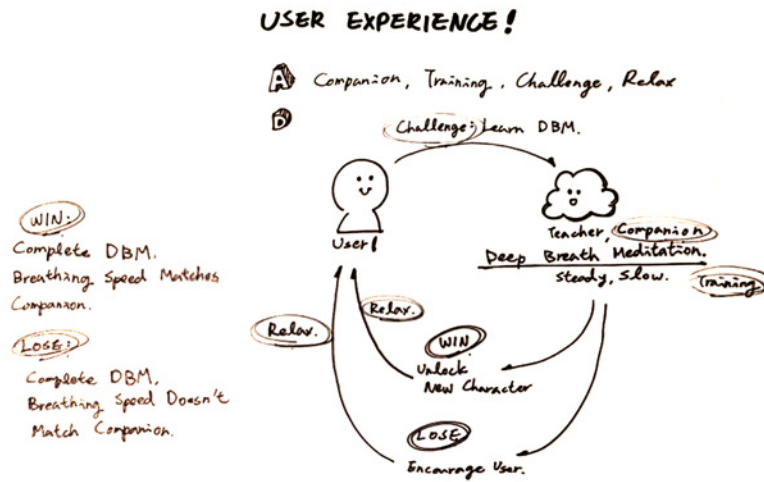 USER EXPERIENCE!
A Companion, Training, Challenge, Relax
D
Challenge: Learn DBM.
User!
Teacher, Companion
Deep Breath Meditation.
Steady, Slow.
Training
WIN:
Complete DBM.
Breathing Speed Matches
Companion.
LOSE:
Complete DBM,
Breathing Speed Doesn't
Match Companion.
Relax.
Relax.
WIN
Unlock
New Character
LOSE
Encourage User.